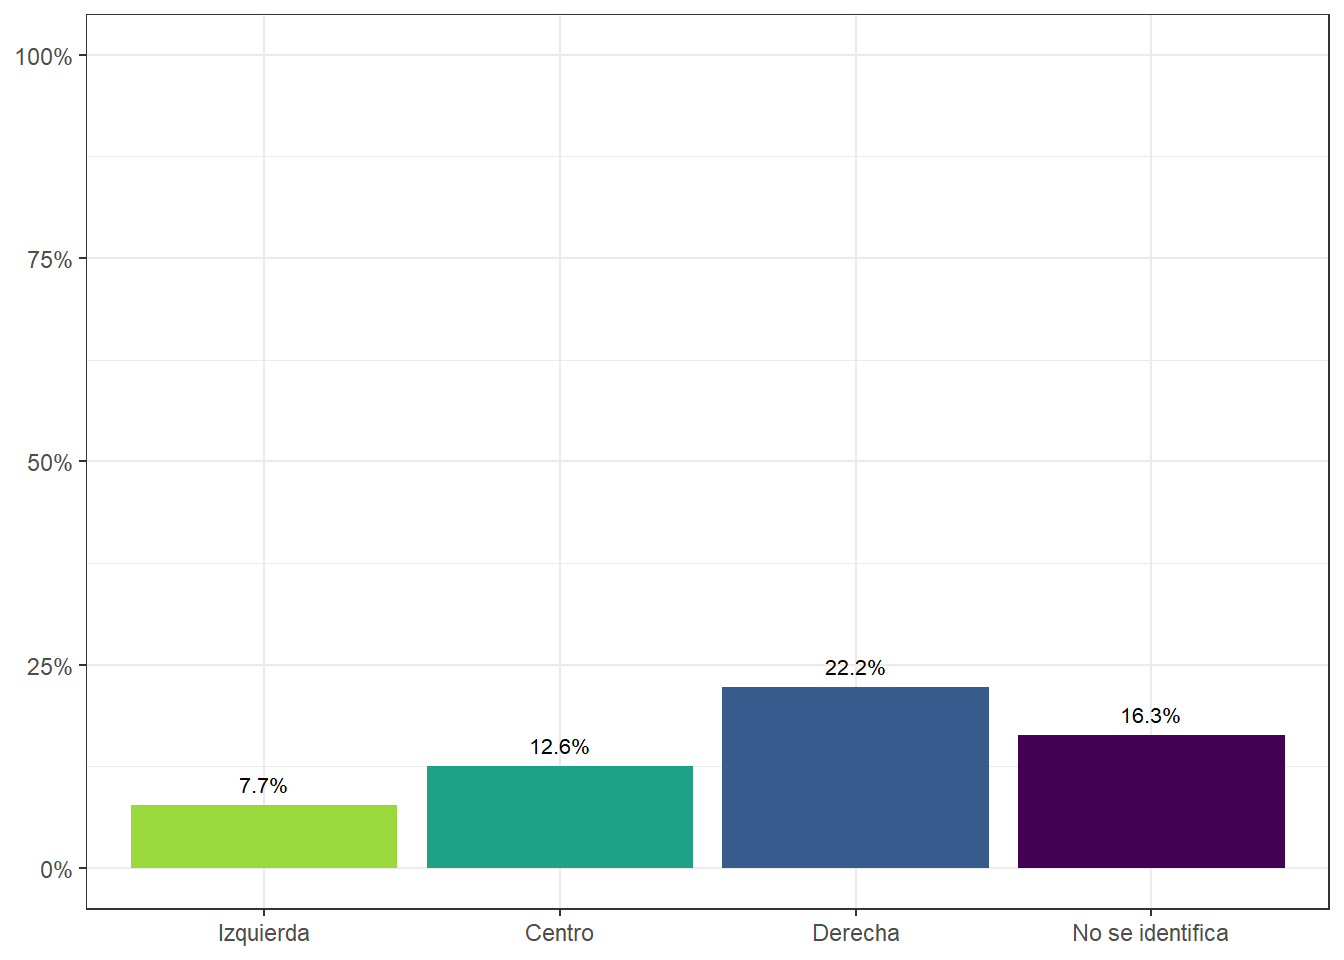 100%
75%
50%
25%
0%
7.7%
12.6%
22.2%
16.3%
Izquierda
Centro
Derecha
No se identifica